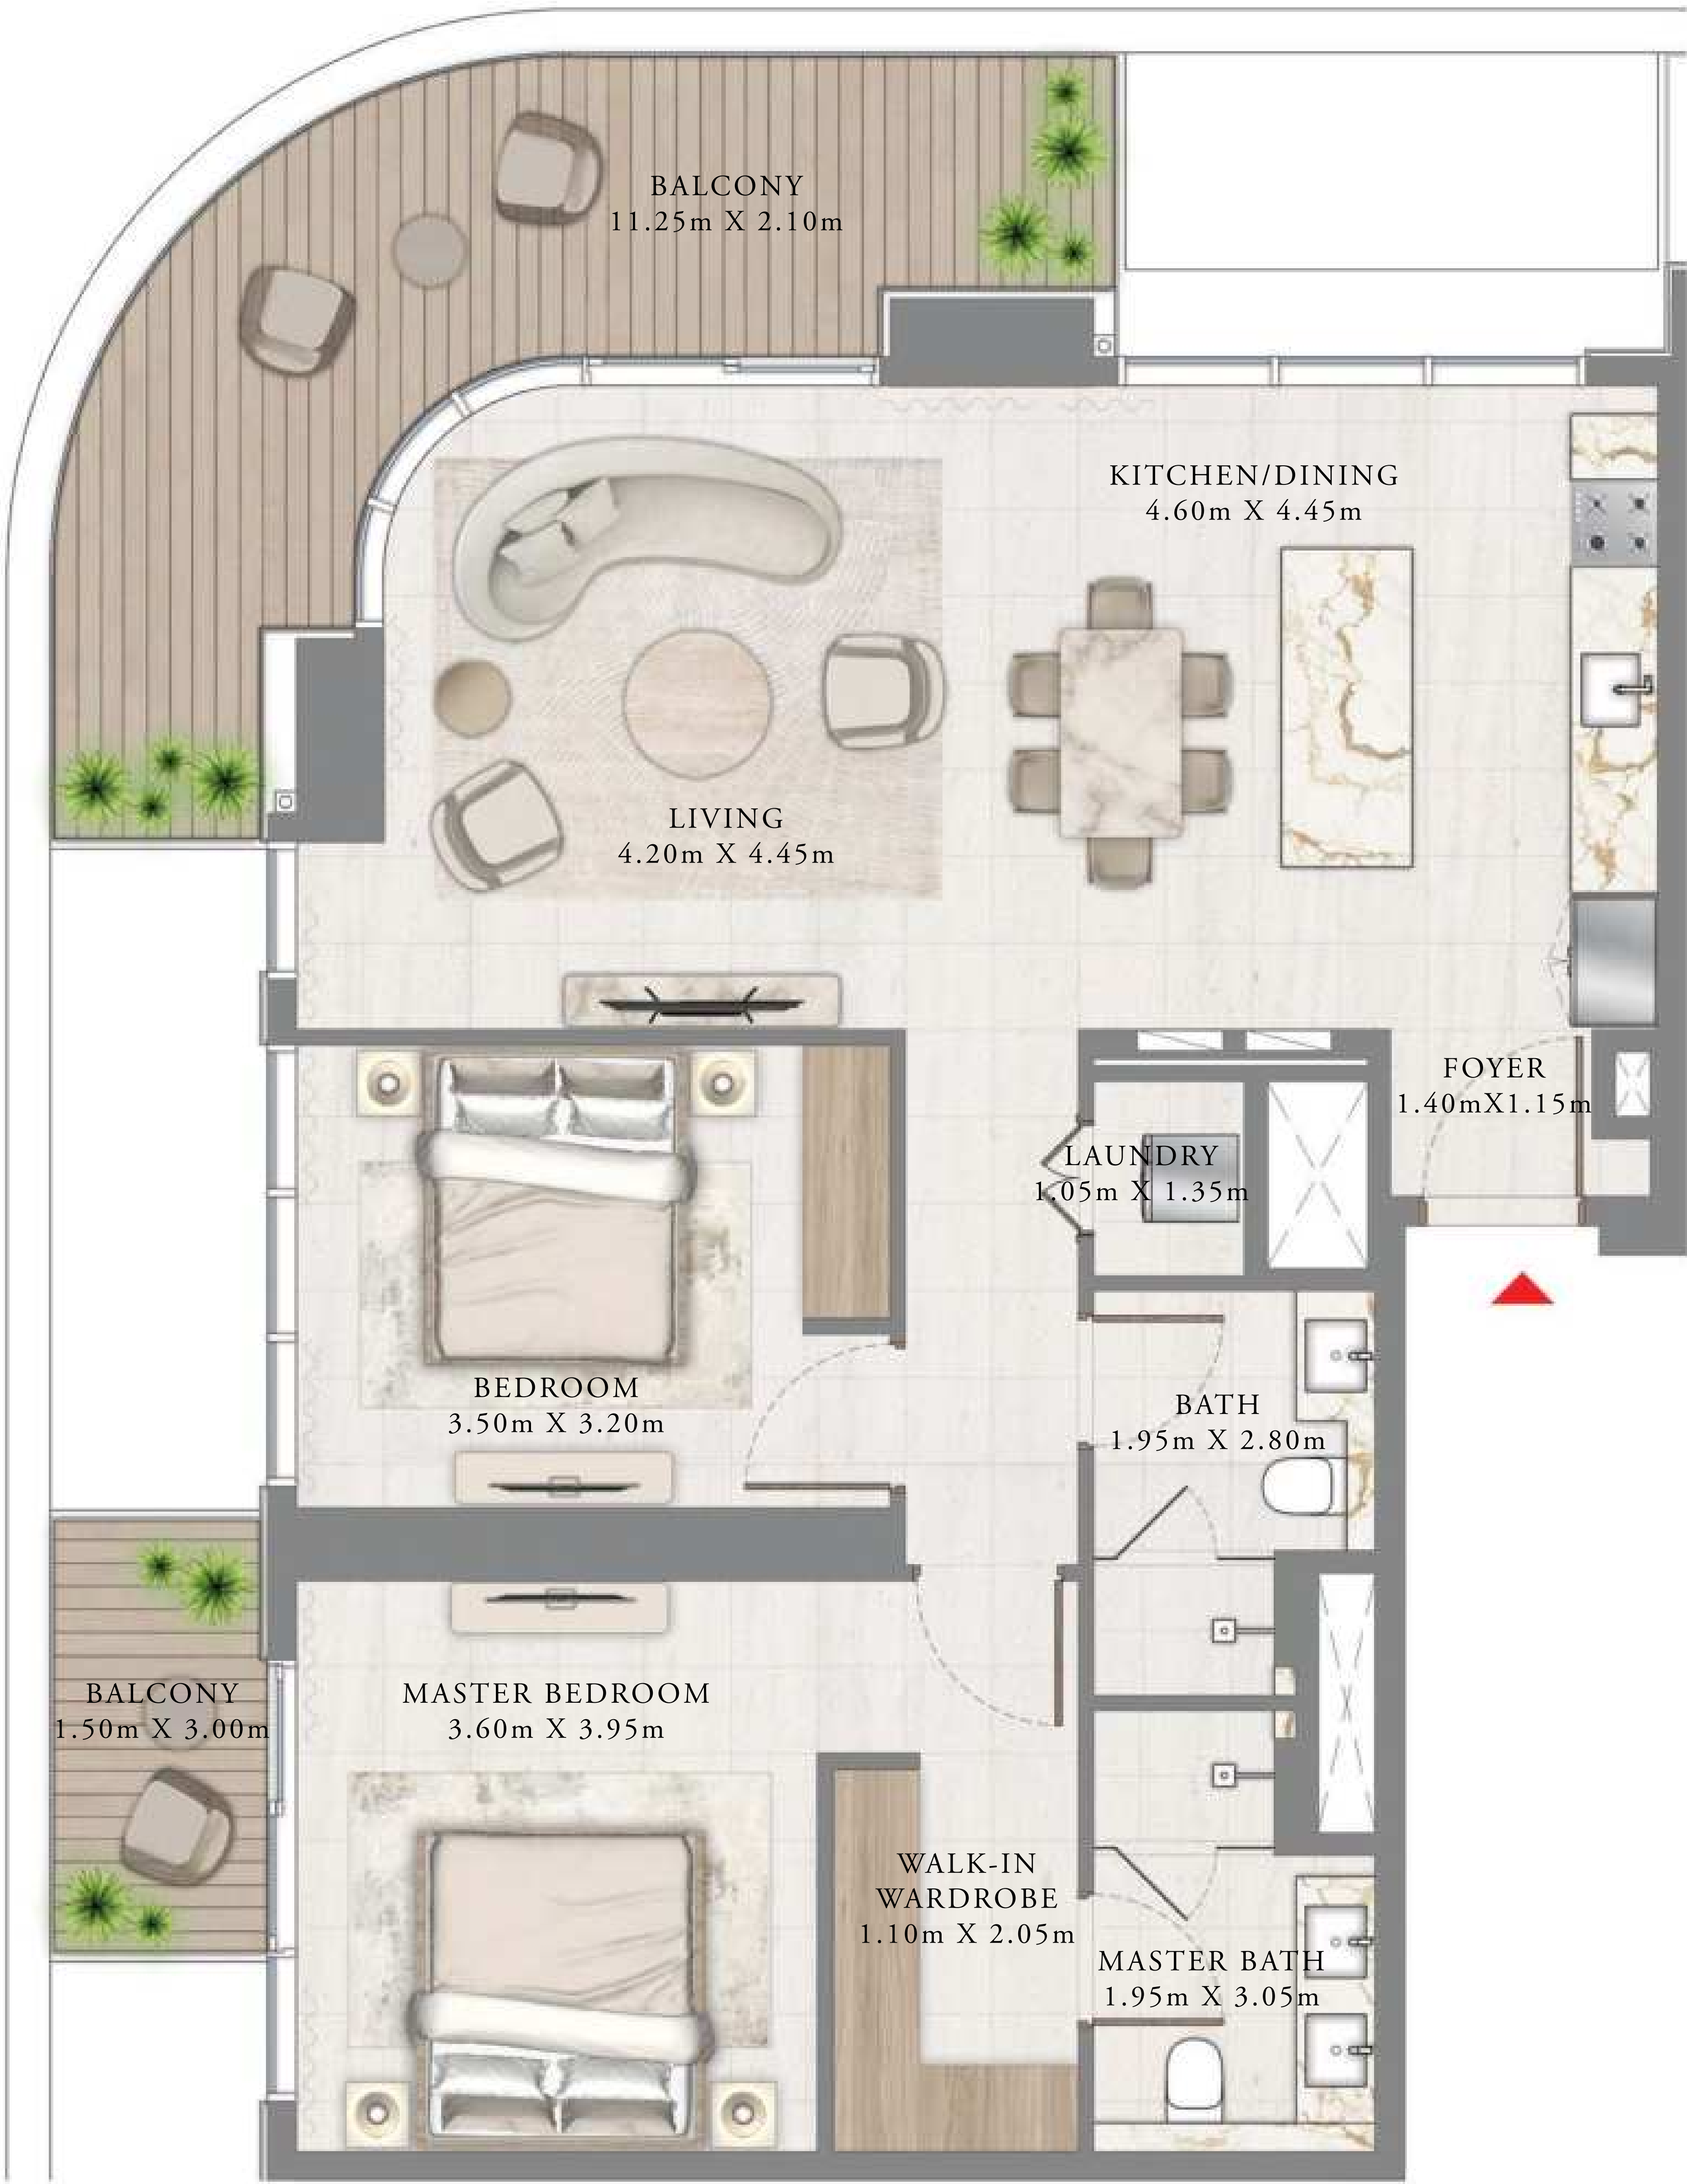 BALCONY
11.25m X 2.10m
KITCHEN/DINING
4.60m X 4.45m
LIVING
4.20m X 4.45m
FOYER
1.40mX1.15m
LAUNDRY
1.05m X 1.35m
BEDROOM
3.50m X 3.20m
BATH
1.95m X 2.80m
BALCONY
1.50m X 3.00m
MASTER BEDROOM
3.60m X 3.95m
WALK-IN
WARDROBE
1.10m X 2.05m
MASTER BATH
1.95m X 3.05m